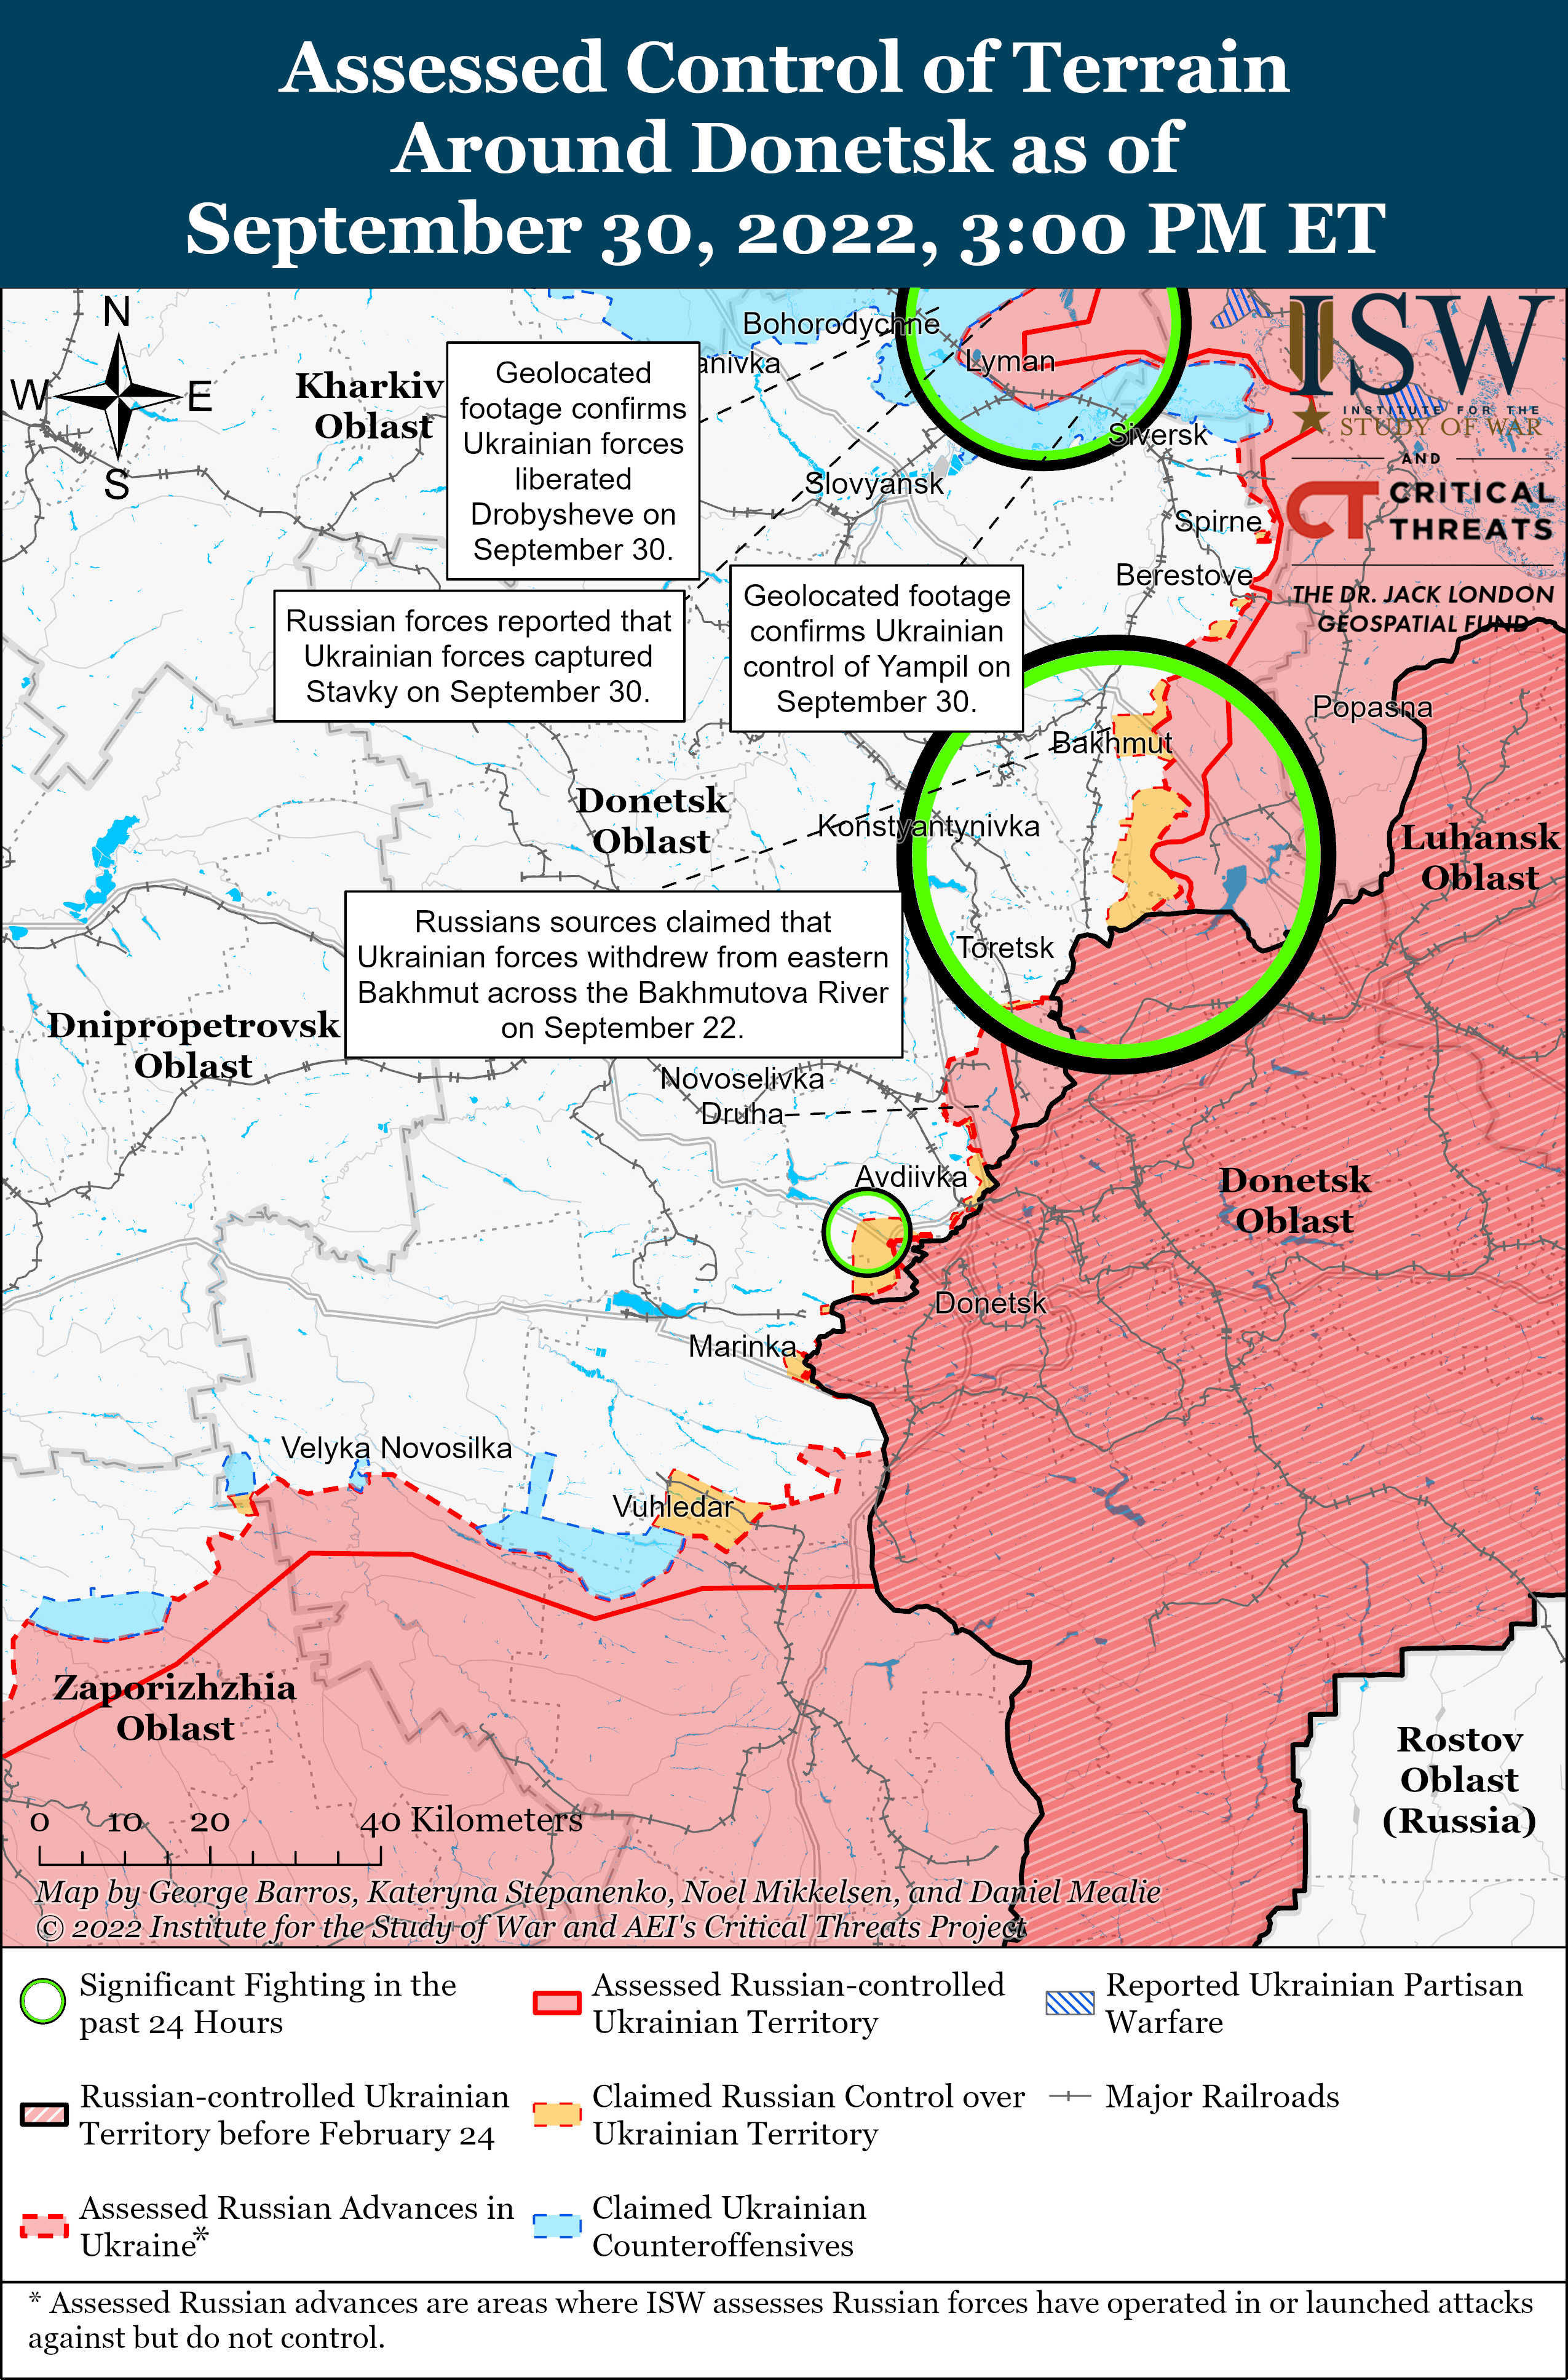 Assessed Control of Terrain
Around Donetsk as of
September 30, 2022, 3:00 PM ET
N
W
E
S
Kharkiv
Oblast
Geolocated
footage confirms
Ukrainian forces
liberated
Drobysheve on
September 30.
anivka
Bohorodychne
Lyman
Siversk
Slovyansk
Spirne
Berestove
ISW
INSTITUTE FOR THE
STUDY OF WAR
AND
CT CRITICAL
THREATS
THE DR. JACK LONDON
GEOSPATIAL FUND
Russian forces reported that
Ukrainian forces captured
Stavky on September 30.
Geolocated footage
confirms Ukrainian
control of Yampil on
September 30.
Popasna
Bakhmut
Donetsk
Oblast
Konstyantynivka
Luhansk
Oblast
Russians sources claimed that
Ukrainian forces withdrew from eastern
Bakhmut across the Bakhmutova River
on September 22.
Toretsk
Dnipropetrovsk
Oblast
Novoselivka
Druha
Avdiivka
Donetsk
Oblast
Donetsk
Marinka
Velyka Novosilka
Vuhledar
Zaporizhzhia
Oblast
Rostov
Oblast
(Russia)
0 10 20 40 Kilometers
Map by George Barros, Kateryna Stepanenko, Noel Mikkelsen, and Daniel Mealie
© 2022 Institute for the Study of War and AEI's Critical Threats Project
Significant Fighting in the
past 24 Hours
Assessed Russian-controlled
Ukrainian Territory
Reported Ukrainian Partisan
Warfare
Russian-controlled Ukrainian
Territory before February 24
Claimed Russian Control over
Ukrainian Territory
Major Railroads
Assessed Russian Advances in
Ukraine*
Claimed Ukrainian
Counteroffensives
* Assessed Russian advances are areas where ISW assesses Russian forces have operated in or launched attacks
against but do not control.